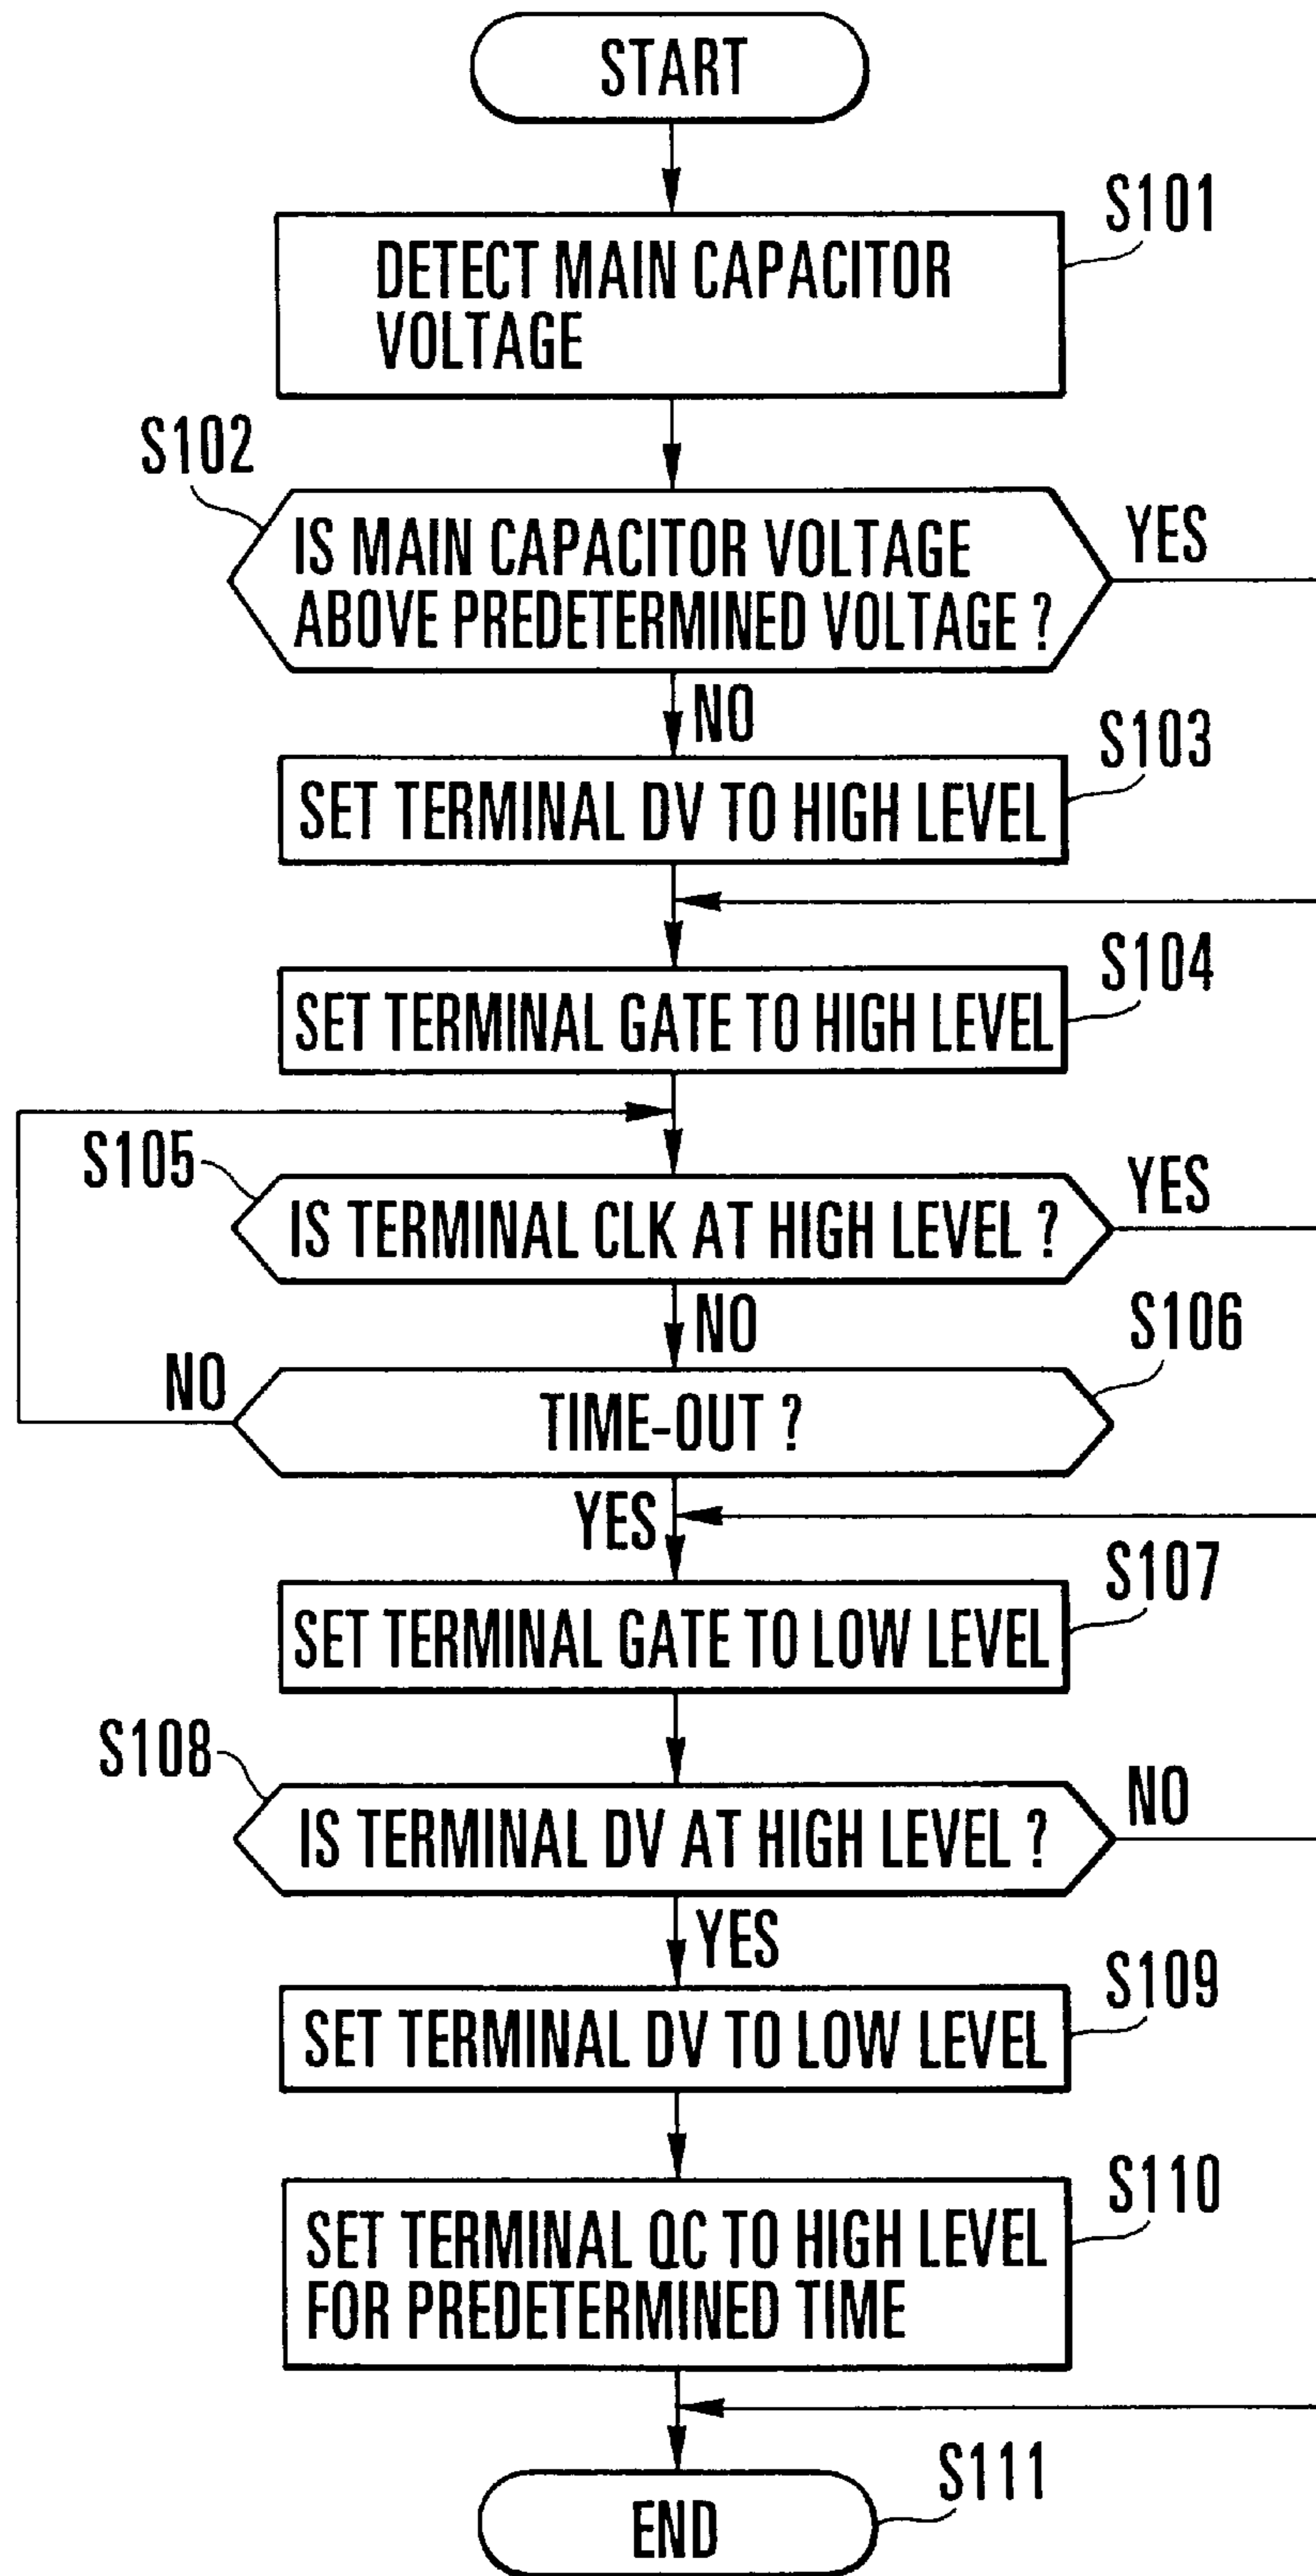 START
S101
DETECT MAIN CAPACITOR
VOLTAGE
S102
IS MAIN CAPACITOR VOLTAGE
ABOVE PREDETERMINED VOLTAGE ?
YES
NO
S103
SET TERMINAL DV TO HIGH LEVEL
S104
SET TERMINAL GATE TO HIGH LEVEL
S105
IS TERMINAL CLK AT HIGH LEVEL ?
YES
NO
S106
NO
TIME-OUT ?
YES
S107
SET TERMINAL GATE TO LOW LEVEL
S108
IS TERMINAL DV AT HIGH LEVEL ?
NO
YES
S109
SET TERMINAL DV TO LOW LEVEL
S110
SET TERMINAL QC TO HIGH LEVEL
FOR PREDETERMINED TIME
S111
END